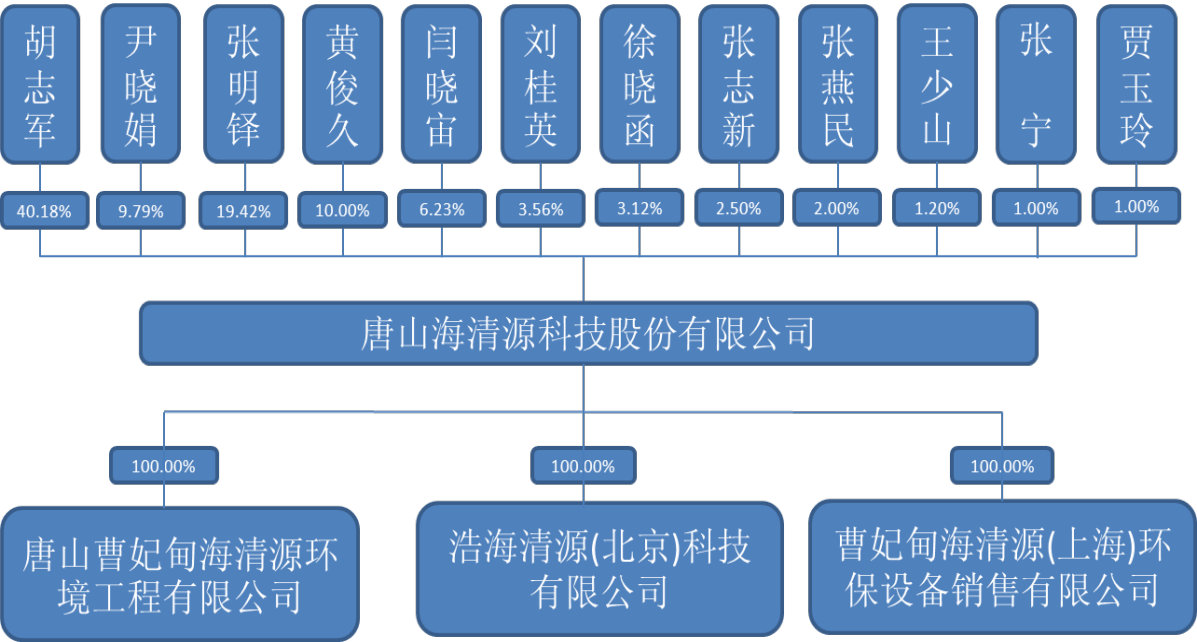 胡志军
尹晓娟
张明铎
黄俊久
闫晓宙
刘桂英
徐晓函
张志新
张燕民
王少山
张宁
贾玉玲
40.18%
9.79%
19.42%
10.00%
6.23%
3.56%
3.12%
2.50%
2.00%
1.20%
1.00%
1.00%
唐山海清源科技股份有限公司
100.00%
100.00%
100.00%
唐山曹妃甸海清源环
境工程有限公司
浩海清源(北京)科技
有限公司
曹妃甸海清源(上海)环
保设备销售有限公司